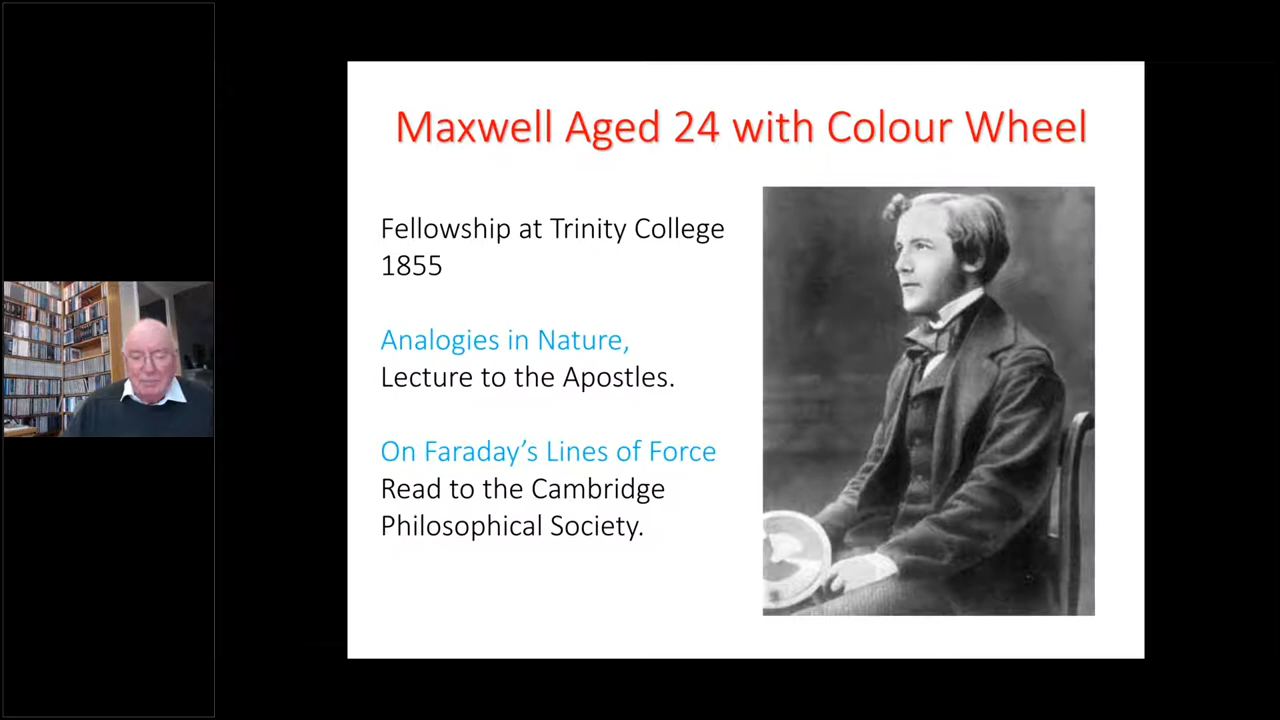 Maxwell Aged 24 with Colour Wheel
Fellowship at Trinity College
1855
Analogies in Nature,
Lecture to the Apostles.
On Faraday’s Lines of Force
Read to the Cambridge
Philosophical Society.